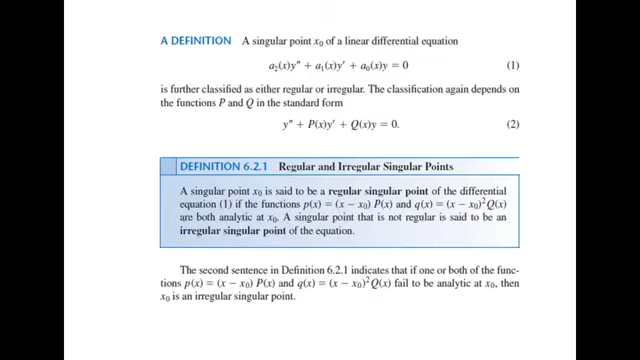 A DEFINITION A singular point x₀ of a linear differential equation
a₂(x)y″ + a₁(x)y′ + a₀(x)y = 0 (1)
is further classified as either regular or irregular. The classification again depends on
the functions P and Q in the standard form
y″ + P(x)y′ + Q(x)y = 0. (2)
DEFINITION 6.2.1 Regular and Irregular Singular Points
A singular point x₀ is said to be a regular singular point of the differential
equation (1) if the functions p(x) = (x − x₀) P(x) and q(x) = (x − x₀)²Q(x)
are both analytic at x₀. A singular point that is not regular is said to be an
irregular singular point of the equation.
The second sentence in Definition 6.2.1 indicates that if one or both of the func-
tions p(x) = (x − x₀) P(x) and q(x) = (x − x₀)²Q(x) fail to be analytic at x₀, then
x₀ is an irregular singular point.